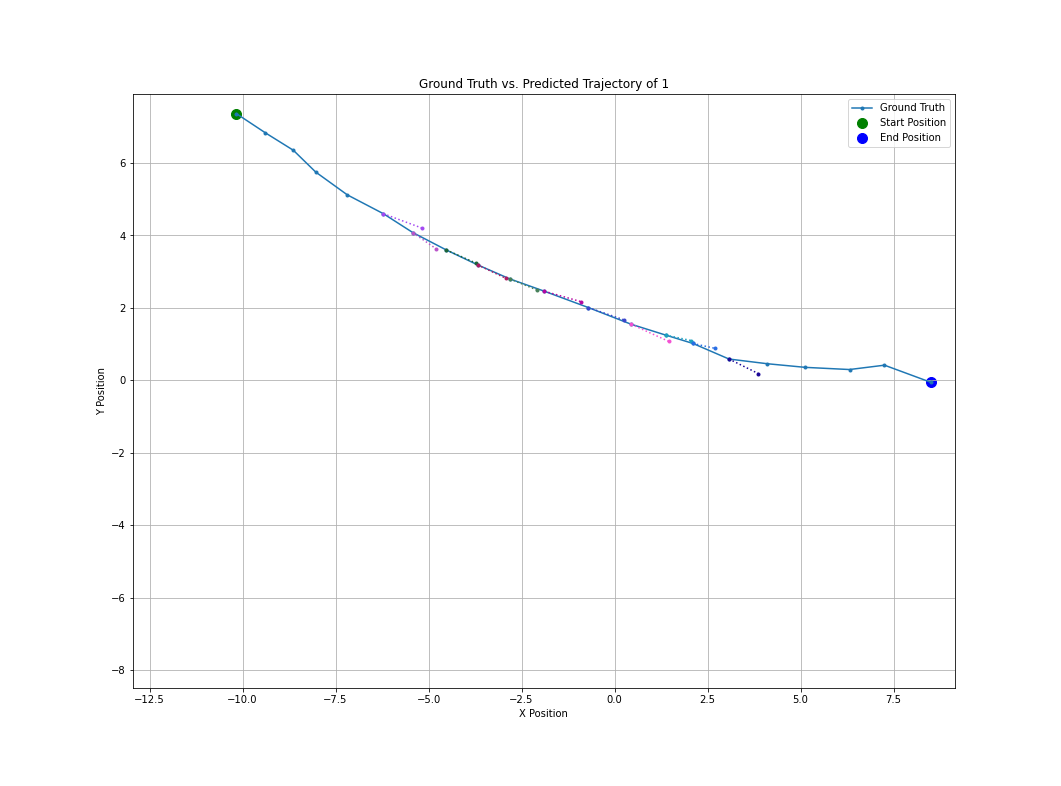 Ground Truth vs. Predicted Trajectory of 1
Ground Truth
Start Position
End Position
6
4
2
0
−2
−4
−6
−8
Y Position
−12.5 −10.0 −7.5 −5.0 −2.5 0.0 2.5 5.0 7.5
X Position